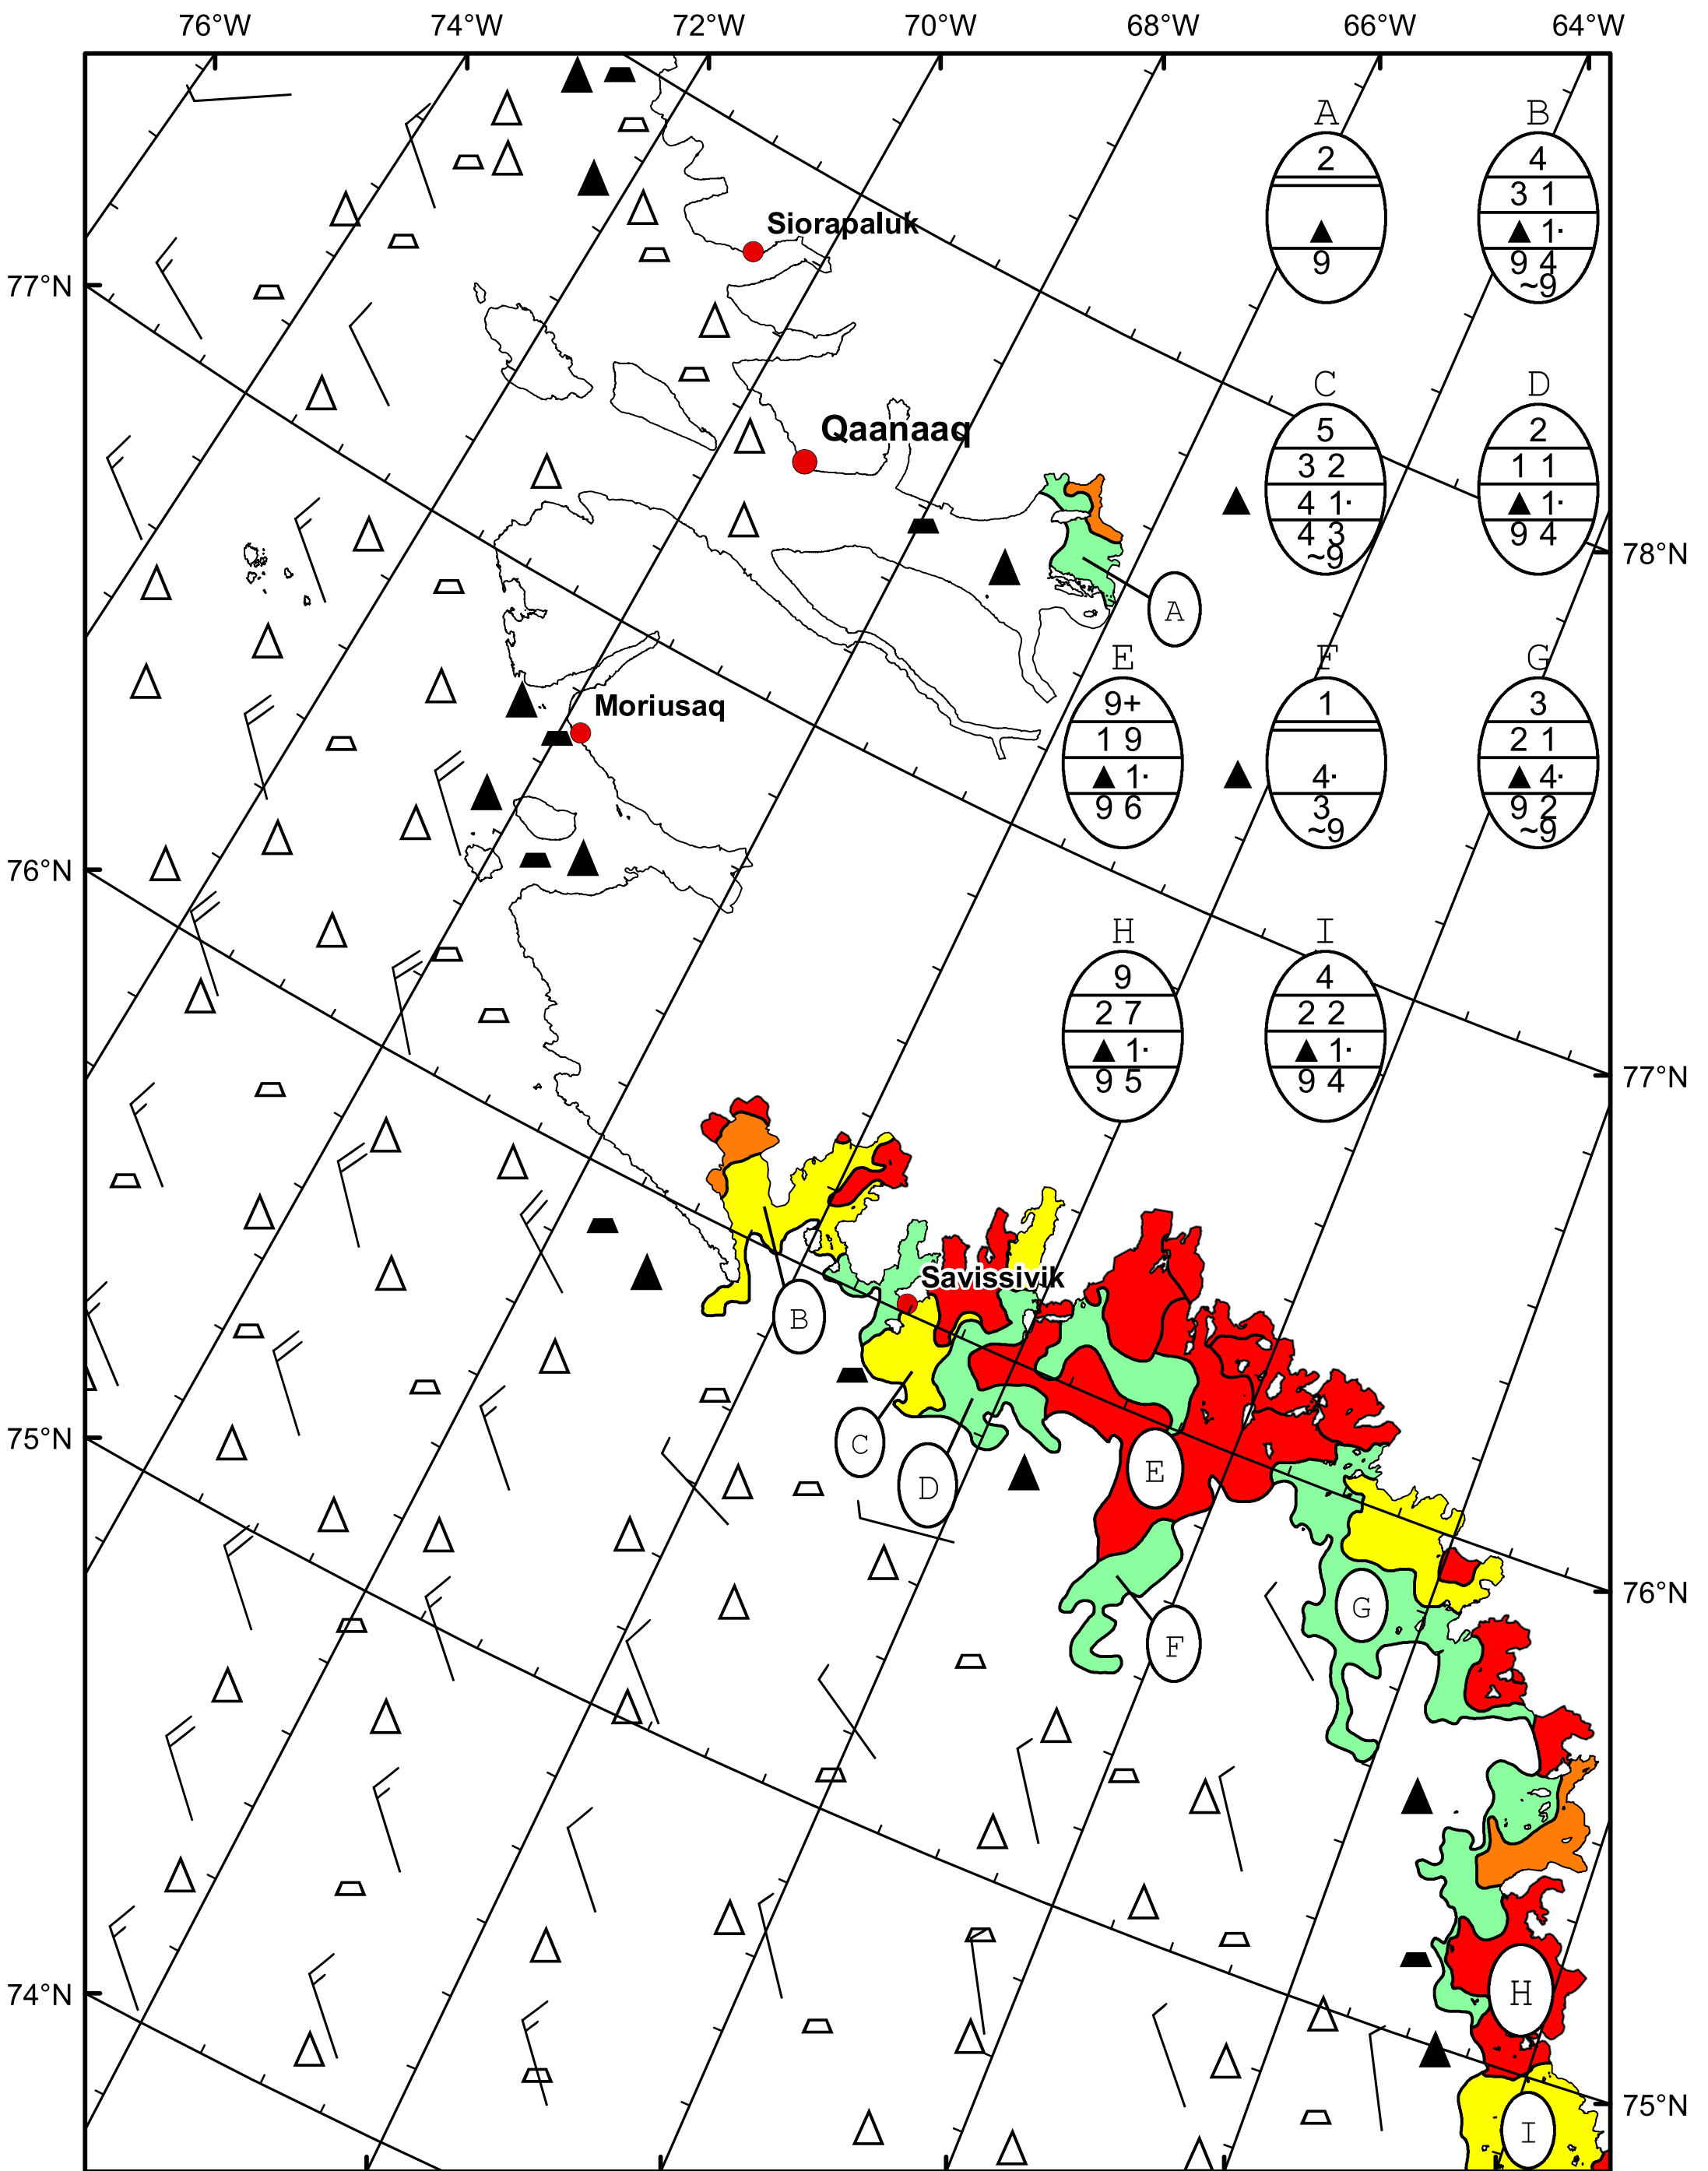 76°W 74°W 72°W 70°W 68°W 66°W 64°W
A B
2 4
3 1
▲ ▲ 1·
9 9 4
~9
Siorapaluk
77°N
C D
5 2
3 2 1 1
4 1· ▲ 1·
4 3 9 4
~9
Qaanaaq
78°N
A
E F G
9+ 1 3
1 9 2 1
▲ 1· 4· ▲ 4·
9 6 3 9 2
~9 ~9
Moriusaq
76°N
H I
9 4
2 7 2 2
▲ 1· ▲ 1·
9 5 9 4
77°N
Savissivik
B
75°N
C
D
E
76°N
G
F
74°N
H
75°N
I